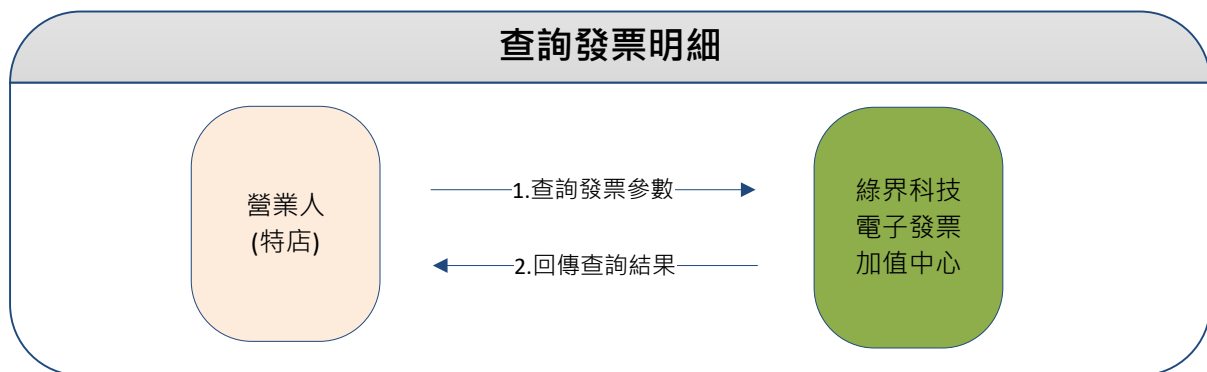 查詢發票明細
營業人
(特店)
1.查詢發票參數
2.回傳查詢結果
綠界科技
電子發票
加值中心